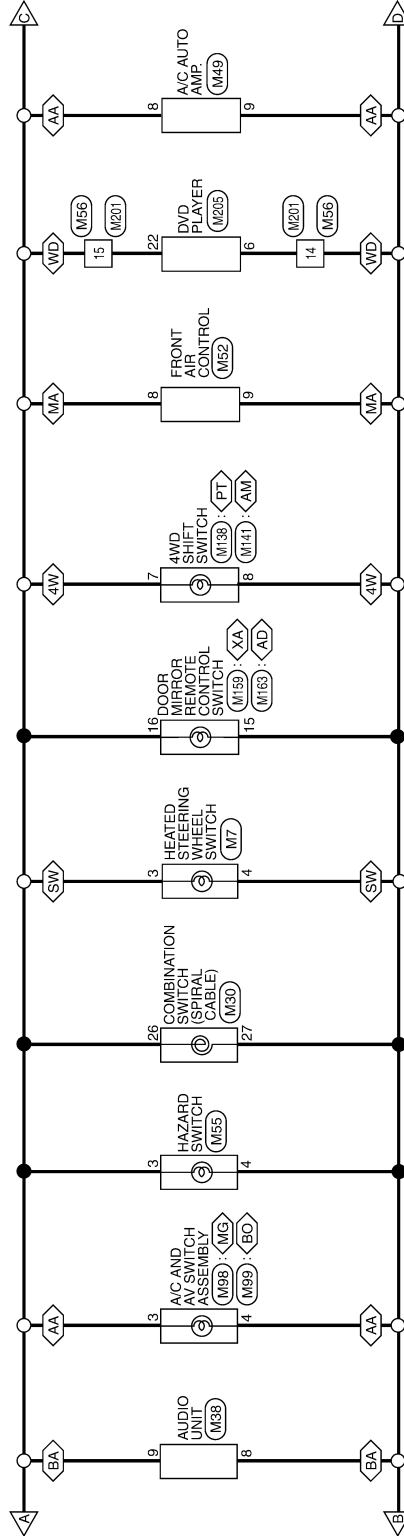 A
C
BA
AA
SW
4W
MA
WD
AA
15
M56
M201
9
AUDIO
UNIT
M38
8
3
A/C AND
AV SWITCH
ASSEMBLY
M98 : MG
M99 : BO
4
3
HAZARD
SWITCH
M55
4
26
COMBINATION
SWITCH
(SPIRAL
CABLE)
M30
27
3
HEATED
STEERING
WHEEL
SWITCH
M7
4
16
DOOR
MIRROR
REMOTE
CONTROL
SWITCH
M159 : XA
M163 : AD
15
7
4WD
SHIFT
SWITCH
M138 : PT
M141 : AM
8
8
FRONT
AIR
CONTROL
M52
9
22
DVD
PLAYER
M205
6
8
A/C AUTO
AMP.
M49
9
14
M201
M56
BA
AA
SW
4W
MA
WD
AA
B
D